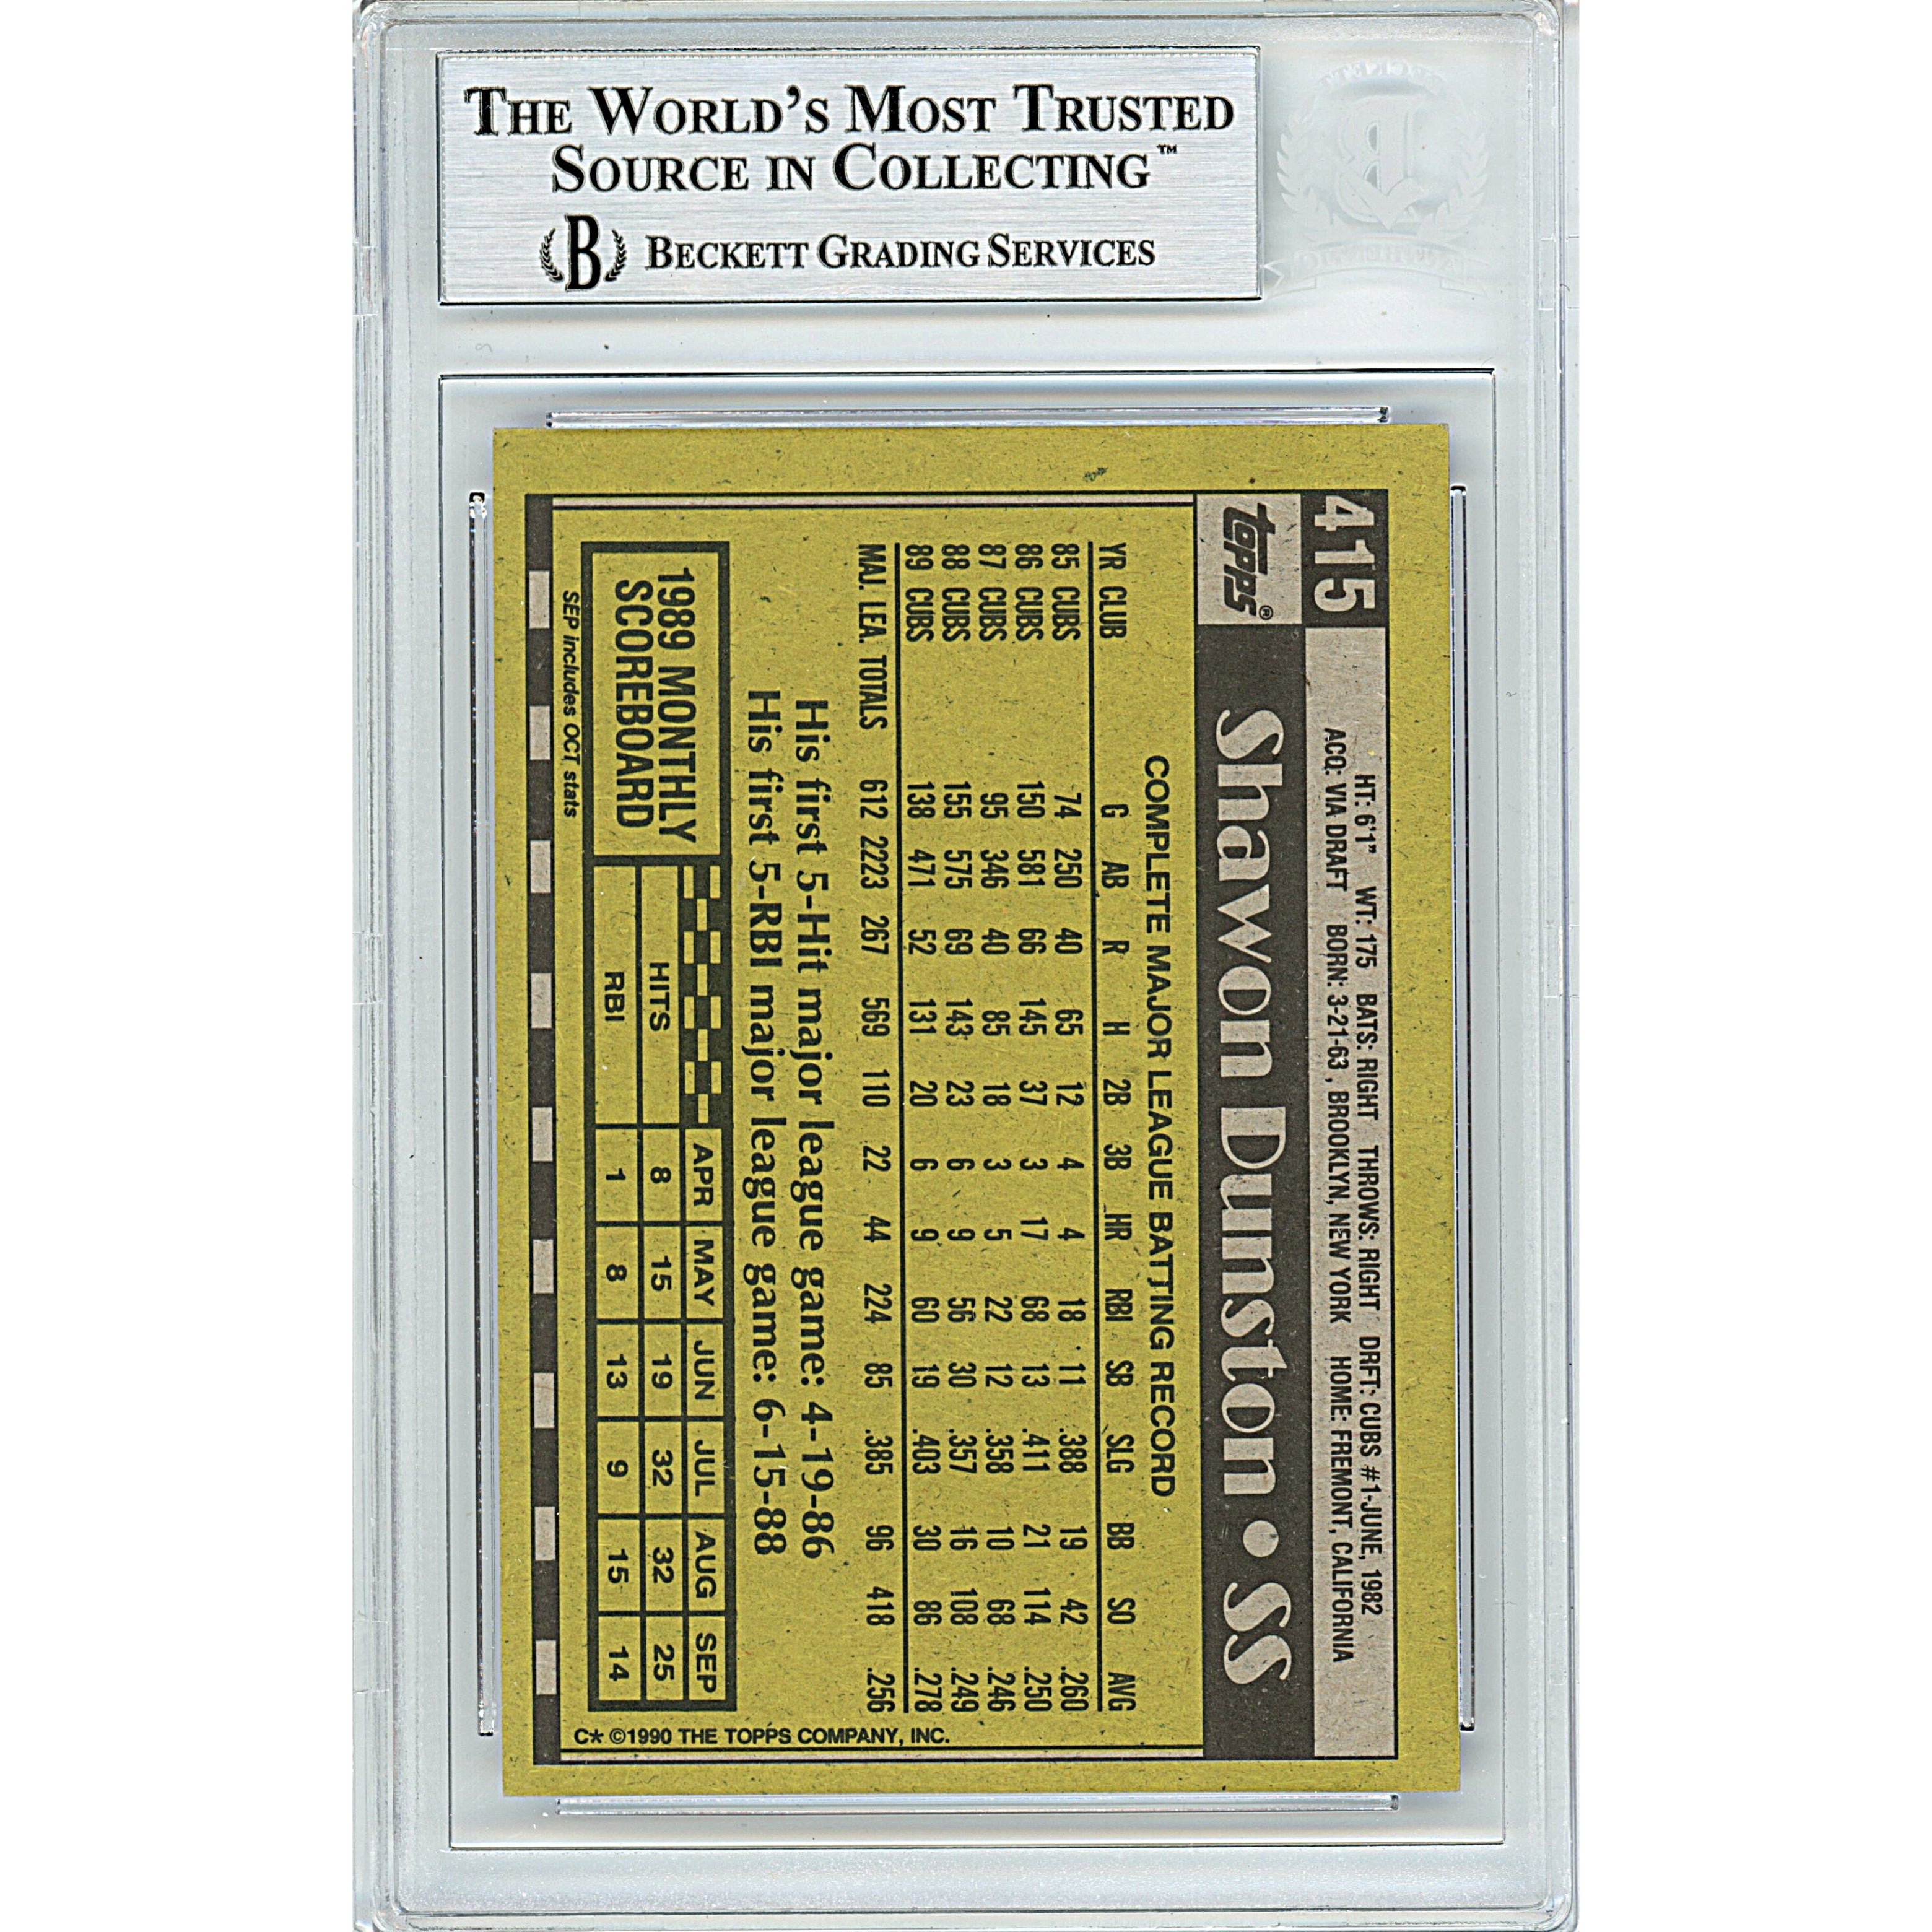 THE WORLD'S MOST TRUSTED
SOURCE IN COLLECTING™
B BECKETT GRADING SERVICES
415
topps®
HT: 6'1" WT: 175 BATS: RIGHT THROWS: RIGHT DRFT: CUBS #1-JUNE, 1982
ACQ: VIA DRAFT BORN: 3-21-63, BROOKLYN, NEW YORK HOME: FREMONT, CALIFORNIA
Shawon Dunston • SS
COMPLETE MAJOR LEAGUE BATTING RECORD
YR CLUB G AB R H 2B 3B HR RBI SB SLG BB SO AVG
85 CUBS 74 250 40 65 12 4 4 18 11 .388 19 42 .260
86 CUBS 150 581 66 145 37 3 17 68 13 .411 21 114 .250
87 CUBS 95 346 40 85 18 3 5 22 12 .358 10 68 .246
88 CUBS 155 575 69 143 23 6 9 56 30 .357 16 108 .249
89 CUBS 138 471 52 131 20 6 9 60 19 .403 30 86 .278
MAJ. LEA. TOTALS 612 2223 267 569 110 22 44 224 85 .385 96 418 .256
His first 5-Hit major league game: 4-19-86
His first 5-RBI major league game: 6-15-88
1989 MONTHLY
SCOREBOARD
APR MAY JUN JUL AUG SEP
HITS 8 15 19 32 32 25
RBI 1 8 13 9 15 14
SEP includes OCT stats
C* ©1990 THE TOPPS COMPANY, INC.